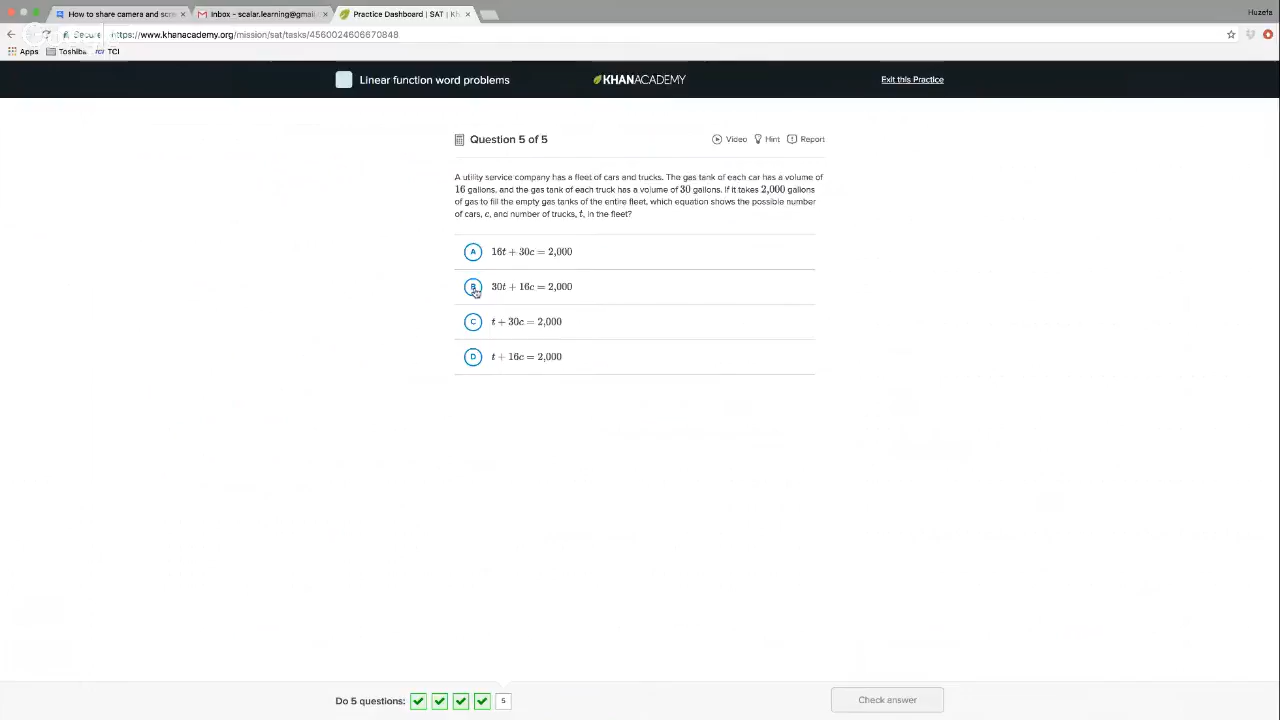 How to share camera and scr
Inbox - scalar.learning@gmail
Practice Dashboard | SAT | Kh
Huzefa
Secure
https://www.khanacademy.org/mission/sat/tasks/4560024606670848
Apps
Toshiba
TCI
Linear function word problems
KHANACADEMY
Exit this Practice
Question 5 of 5
Video
Hint
Report
A utility service company has a fleet of cars and trucks. The gas tank of each car has a volume of
16 gallons, and the gas tank of each truck has a volume of 30 gallons. If it takes 2,000 gallons
of gas to fill the empty gas tanks of the entire fleet, which equation shows the possible number
of cars, c, and number of trucks, t, in the fleet?
A 16t + 30c = 2,000
B 30t + 16c = 2,000
C t + 30c = 2,000
D t + 16c = 2,000
Do 5 questions:
5
Check answer